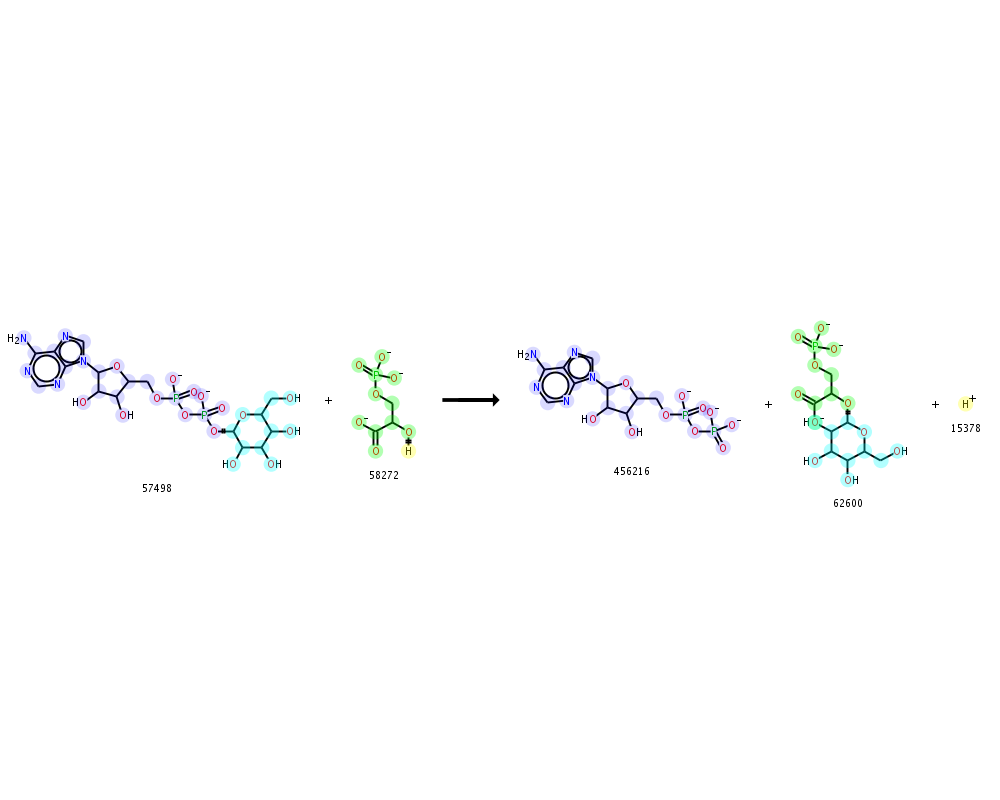 H₂N N N N N O HO OH O P O⁻ O O P O⁻ O O O OH OH OH HO
57498
+
O⁻ O P O⁻ O O⁻ O O H
58272
H₂N N N N N O HO OH O P O⁻ O O P O⁻ O⁻ O
456216
+
O⁻ O P O⁻ O O O HO O HO OH OH
62600
+
H⁺
15378